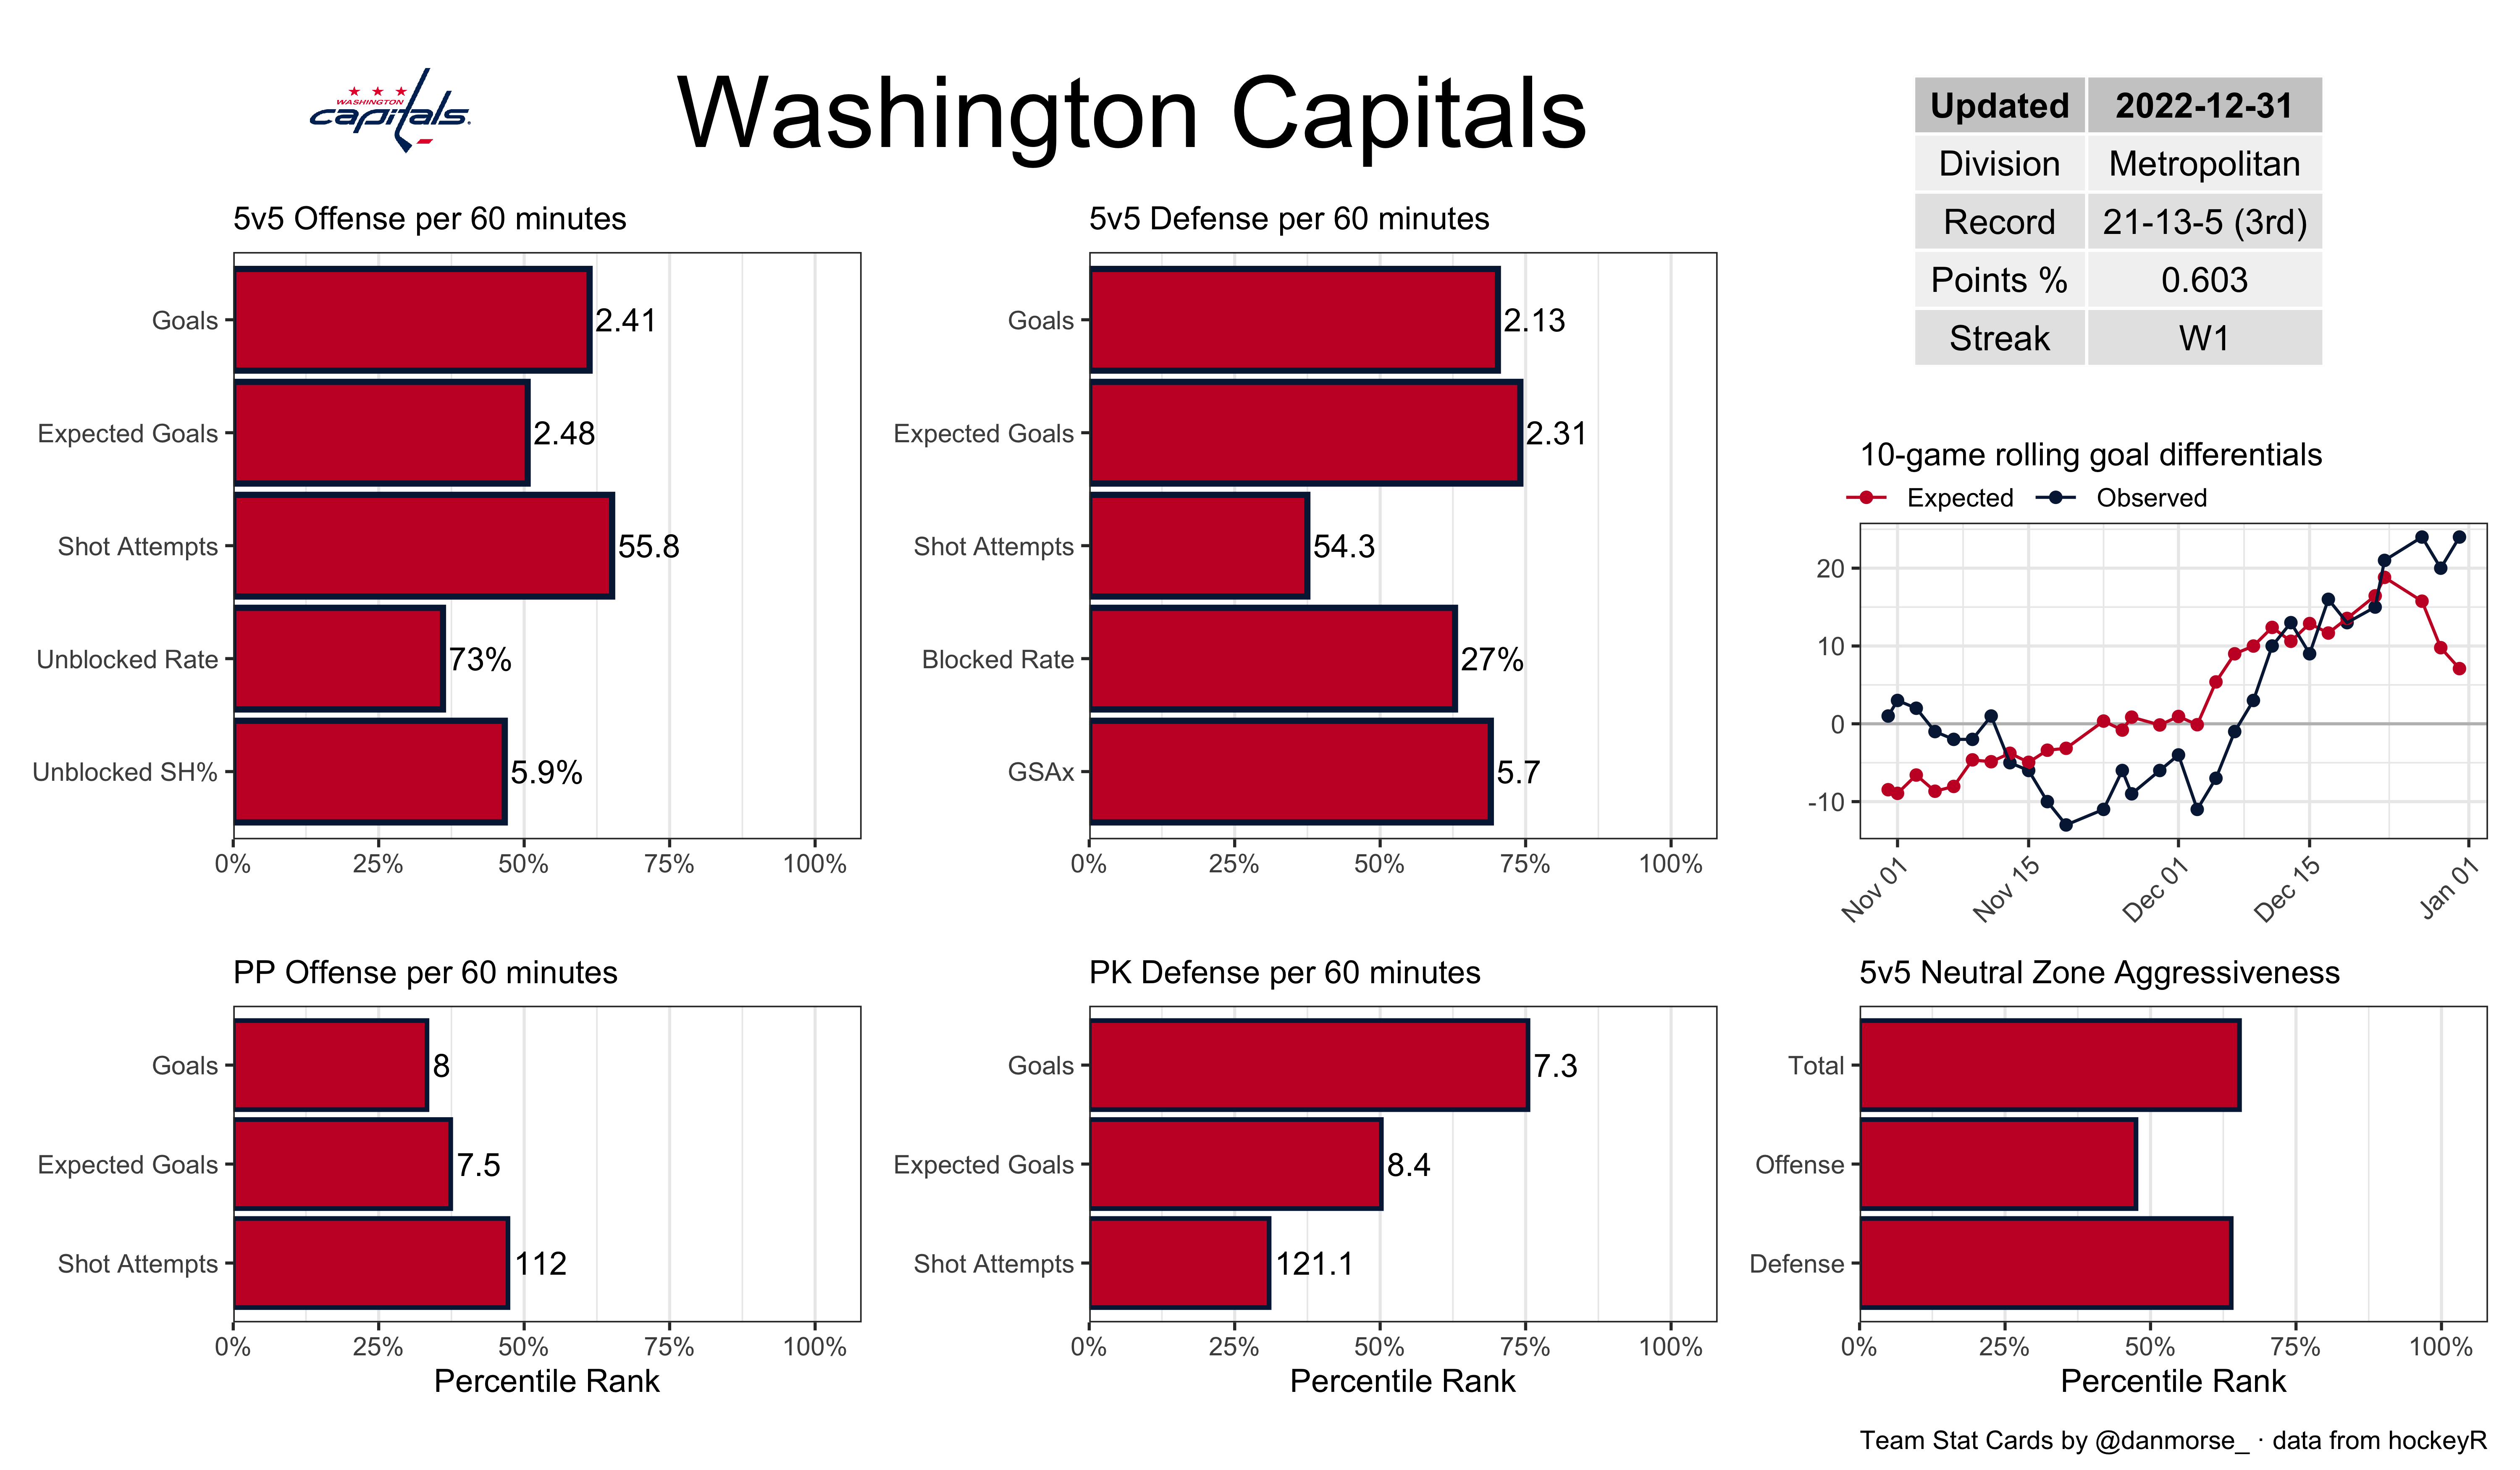 WASHINGTON
capitals.
Washington Capitals
Updated 2022-12-31
Division Metropolitan
Record 21-13-5 (3rd)
Points % 0.603
Streak W1
5v5 Offense per 60 minutes
Goals 2.41
Expected Goals 2.48
Shot Attempts 55.8
Unblocked Rate 73%
Unblocked SH% 5.9%
0% 25% 50% 75% 100%
5v5 Defense per 60 minutes
Goals 2.13
Expected Goals 2.31
Shot Attempts 54.3
Blocked Rate 27%
GSAx 5.7
0% 25% 50% 75% 100%
10-game rolling goal differentials
Expected Observed
20
10
0
-10
Nov 01 Nov 15 Dec 01 Dec 15 Jan 01
PP Offense per 60 minutes
Goals 8
Expected Goals 7.5
Shot Attempts 112
0% 25% 50% 75% 100%
Percentile Rank
PK Defense per 60 minutes
Goals 7.3
Expected Goals 8.4
Shot Attempts 121.1
0% 25% 50% 75% 100%
Percentile Rank
5v5 Neutral Zone Aggressiveness
Total
Offense
Defense
0% 25% 50% 75% 100%
Percentile Rank
Team Stat Cards by @danmorse_ · data from hockeyR